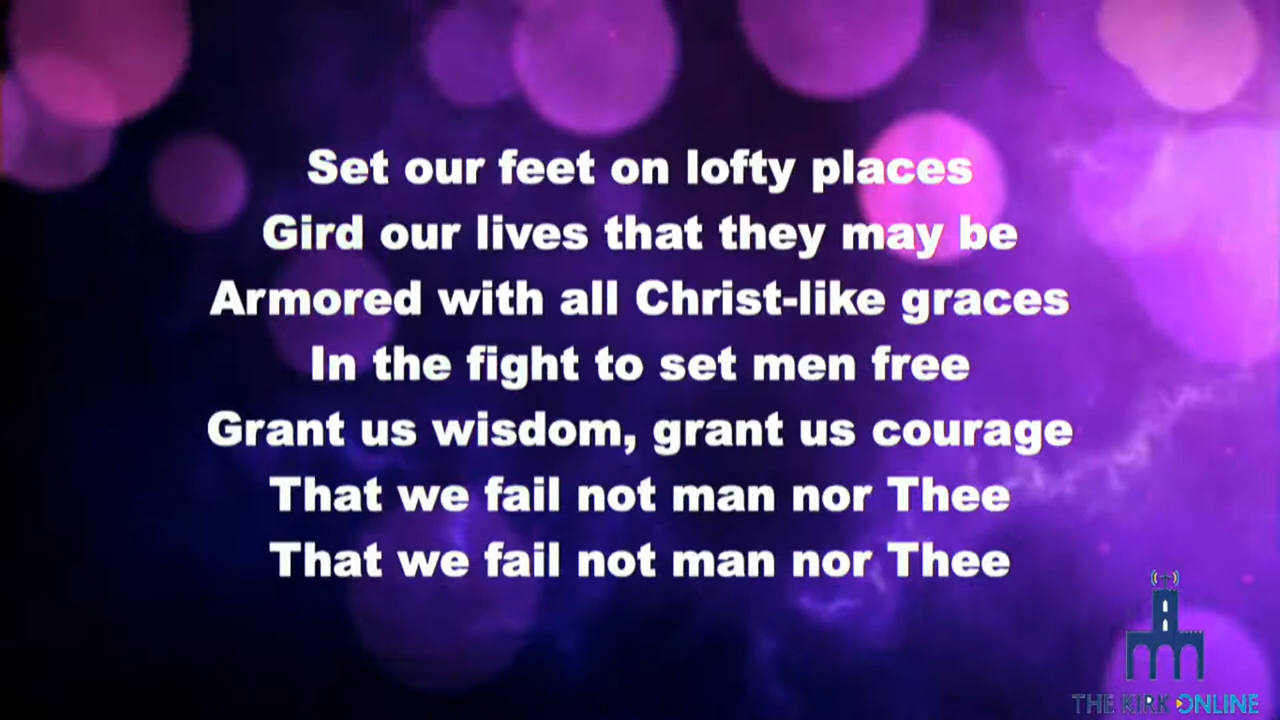 Set our feet on lofty places
Gird our lives that they may be
Armored with all Christ-like graces
In the fight to set men free
Grant us wisdom, grant us courage
That we fail not man nor Thee
That we fail not man nor Thee
THE KIRK ONLINE